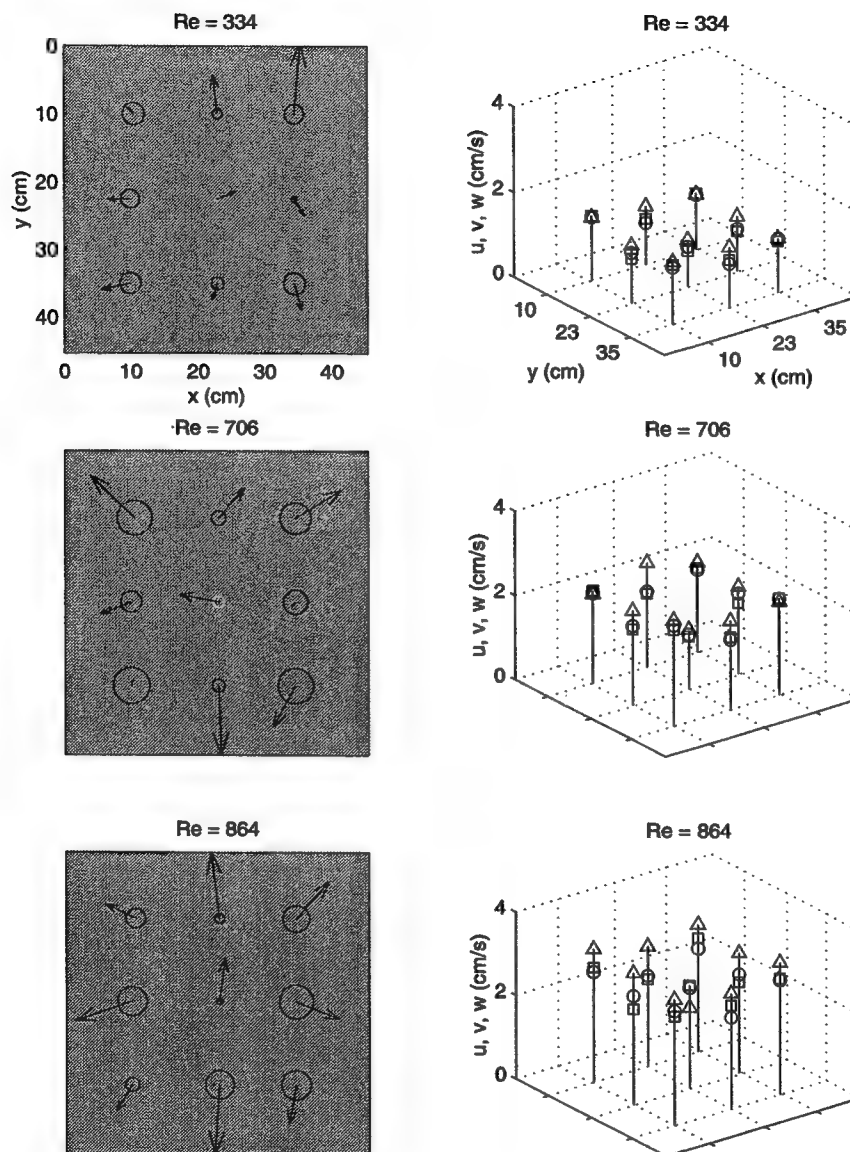 Re = 334
0
10
20
30
40
y (cm)
0
10
20
30
40
x (cm)
Re = 334
4
2
0
u, v, w (cm/s)
10
23
35
y (cm)
10
23
35
x (cm)
Re = 706
Re = 706
4
2
0
u, v, w (cm/s)
Re = 864
Re = 864
4
2
0
u, v, w (cm/s)